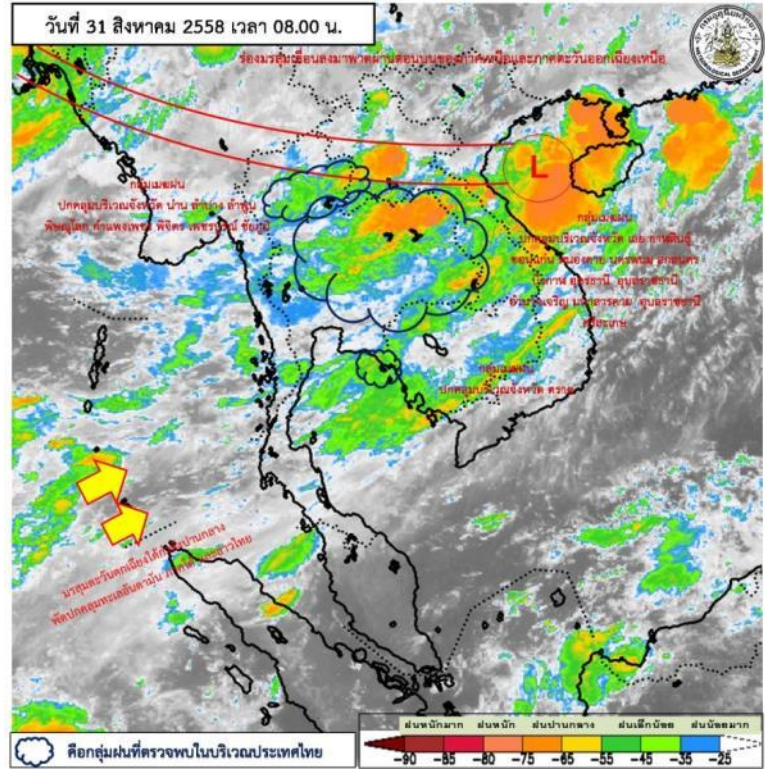 วันที่ 31 สิงหาคม 2558 เวลา 08.00 น.
ร่องมรสุมเลื่อนลงมาพาดผ่านตอนบนของภาคเหนือและภาคตะวันออกเฉียงเหนือ
L
กลุ่มเมฆฝน
ปกคลุมบริเวณจังหวัด น่าน ลำปาง ลำพูน
พิษณุโลก กำแพงเพชร พิจิตร เพชรบูรณ์ ชัยภูมิ
กลุ่มเมฆฝน
ปกคลุมบริเวณจังหวัด เลย กาฬสินธุ์
ขอนแก่น หนองคาย นครพนม สกลนคร
บึงกาฬ อุดรธานี อุบลราชธานี
อำนาจเจริญ มหาสารคาม อุบลราชธานี
ศรีสะเกษ
กลุ่มเมฆฝน
ปกคลุมบริเวณจังหวัด ตราด
มรสุมตะวันตกเฉียงใต้กำลังปานกลาง
พัดปกคลุมทะเลอันดามัน ภาคใต้ และอ่าวไทย
คือกลุ่มฝนที่ตรวจพบในบริเวณประเทศไทย
ฝนหนักมาก ฝนหนัก ฝนปานกลาง ฝนเล็กน้อย ฝนน้อยมาก
-90 -85 -80 -75 -65 -55 -45 -35 -25